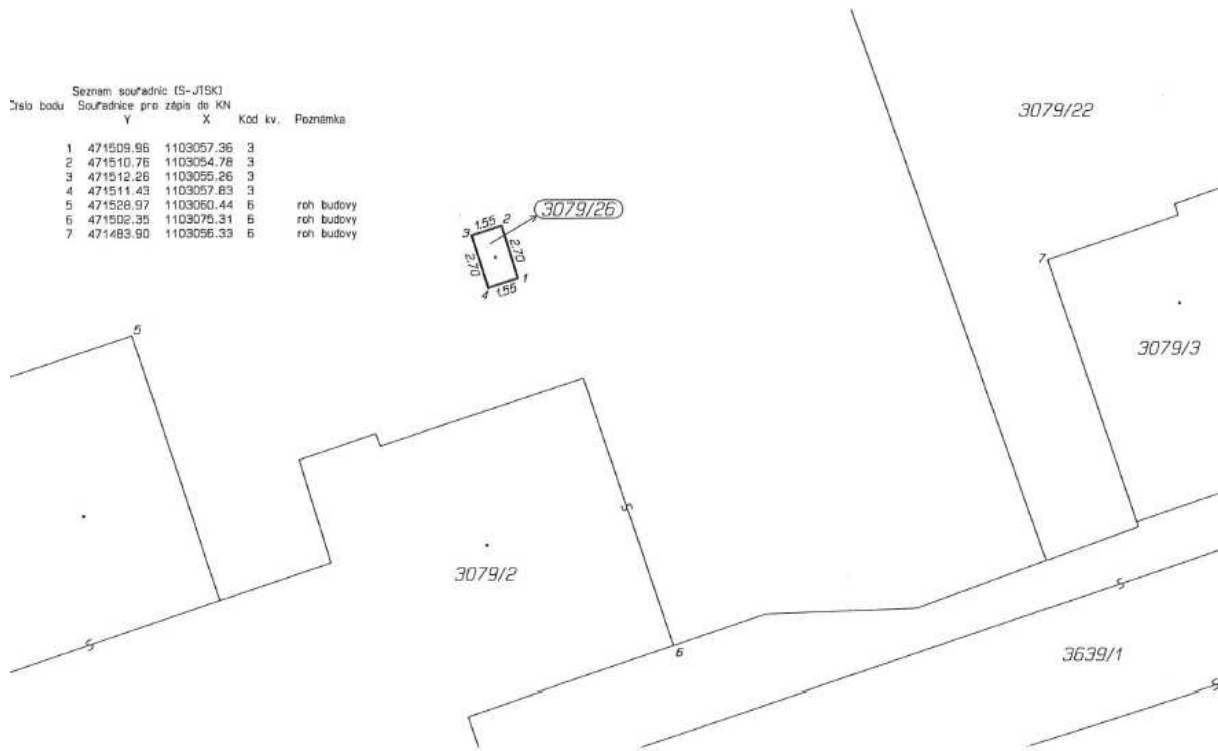 Seznam souřadnic (S-JTSK)
Číslo bodu Souřadnice pro zápis do KN
Y X Kód kv. Poznámka
1 471509.96 1103057.36 3
2 471510.76 1103054.78 3
3 471512.26 1103055.26 3
4 471511.43 1103057.83 3
5 471528.97 1103060.44 6 roh budovy
6 471502.35 1103075.31 6 roh budovy
7 471483.90 1103056.33 6 roh budovy
3079/22
3079/26
3 1.55 2
2.70
2.70
4 1.55 1
7
3079/3
5
3079/2
6
3639/1